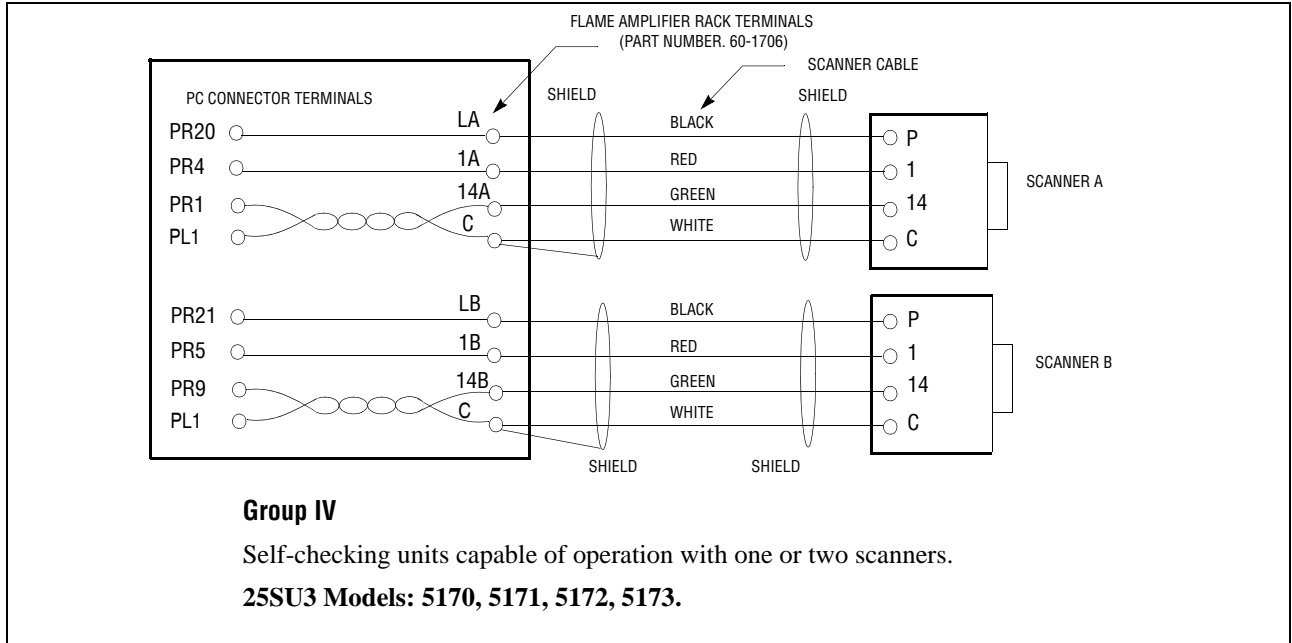 FLAME AMPLIFIER RACK TERMINALS
(PART NUMBER. 60-1706)
SCANNER CABLE
PC CONNECTOR TERMINALS
SHIELD
SHIELD
PR20 LA BLACK P
PR4 1A RED 1
PR1 14A GREEN 14
PL1 C WHITE C
SCANNER A
PR21 LB BLACK P
PR5 1B RED 1
PR9 14B GREEN 14
PL1 C WHITE C
SCANNER B
SHIELD
SHIELD
Group IV
Self-checking units capable of operation with one or two scanners.
25SU3 Models: 5170, 5171, 5172, 5173.